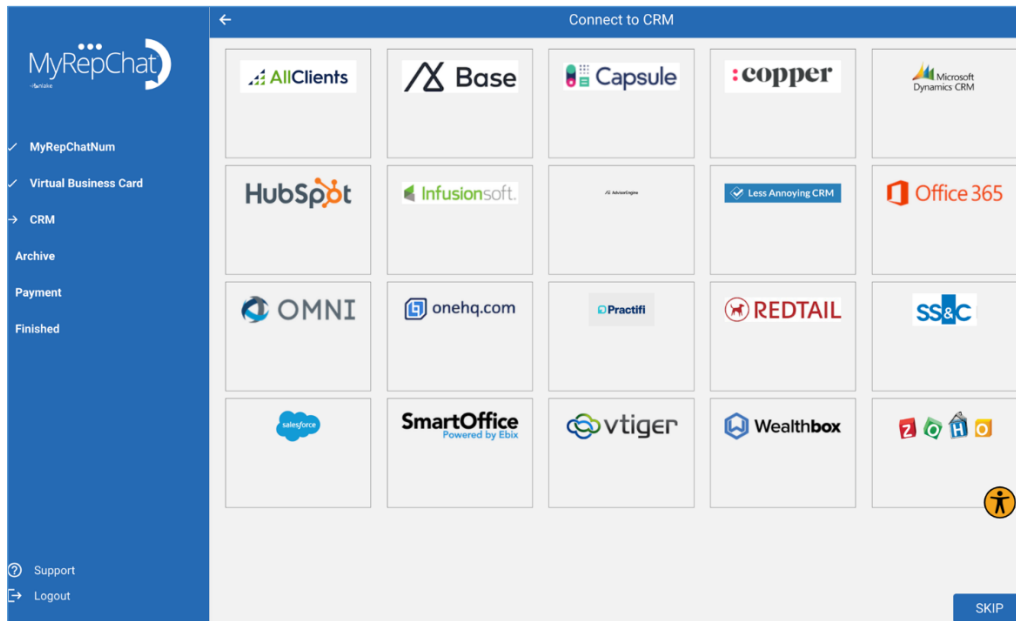 MyRepChat
MyRepChatNum
Virtual Business Card
CRM
Archive
Payment
Finished
Support
Logout
Connect to CRM
AllClients
Base
Capsule
:copper
Microsoft
Dynamics CRM
HubSpot
Infusionsoft.
AdvisorEngine
Less Annoying CRM
Office 365
OMNI
onehq.com
Practifi
REDTAIL
SS&C
salesforce
SmartOffice
Powered by Ebix
vtiger
Wealthbox
ZOHO
SKIP